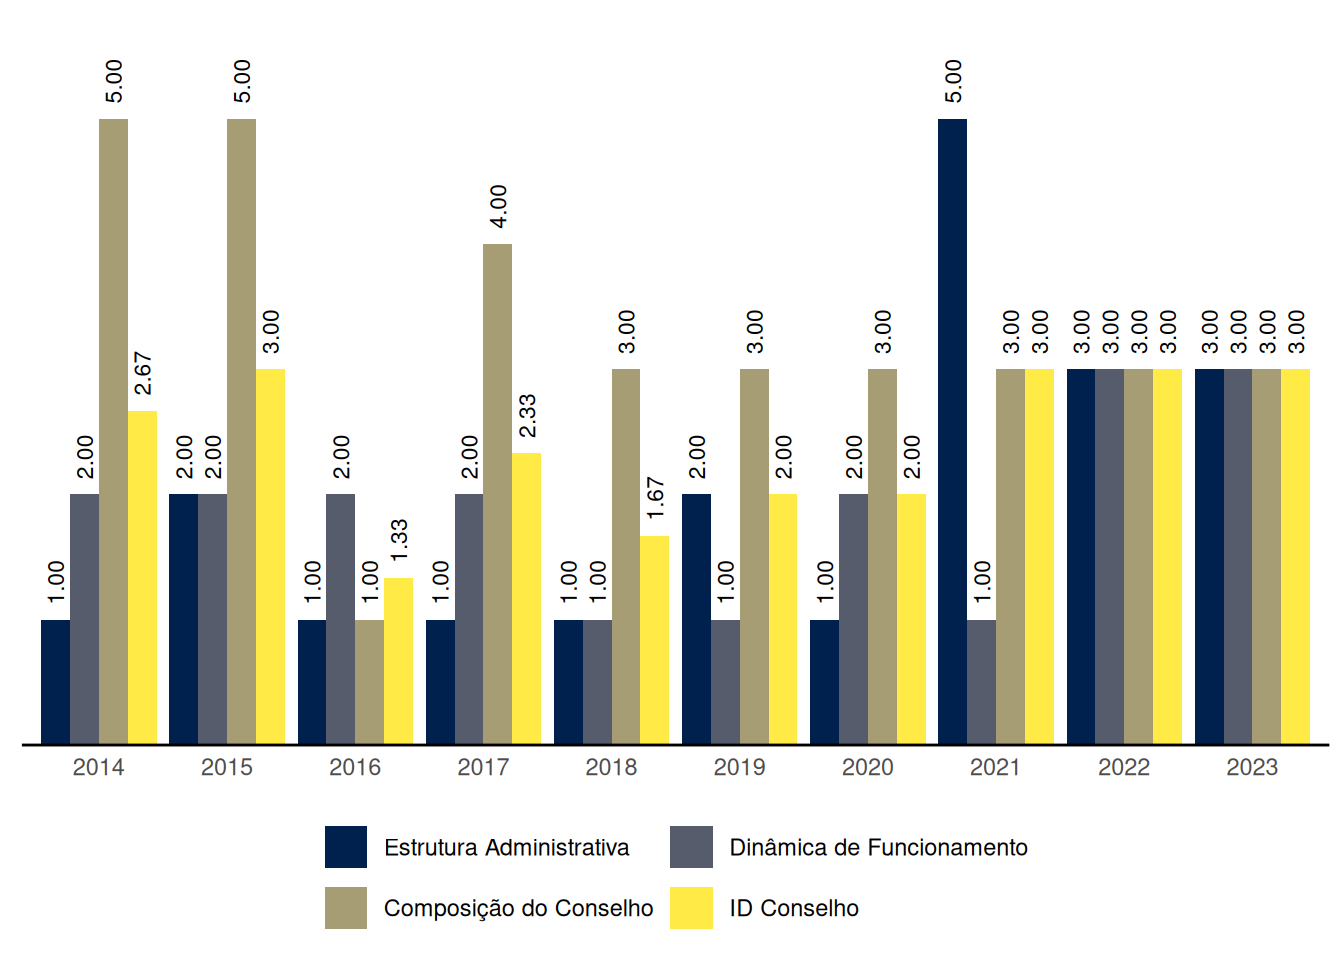 1.00 2.00 5.00 2.67
2.00 2.00 5.00 3.00
1.00 2.00 1.00 1.33
1.00 2.00 4.00 2.33
1.00 1.00 3.00 1.67
2.00 1.00 3.00 2.00
1.00 2.00 3.00 2.00
5.00 1.00 3.00 3.00
3.00 3.00 3.00 3.00
3.00 3.00 3.00 3.00
2014 2015 2016 2017 2018 2019 2020 2021 2022 2023
Estrutura Administrativa Dinâmica de Funcionamento
Composição do Conselho ID Conselho